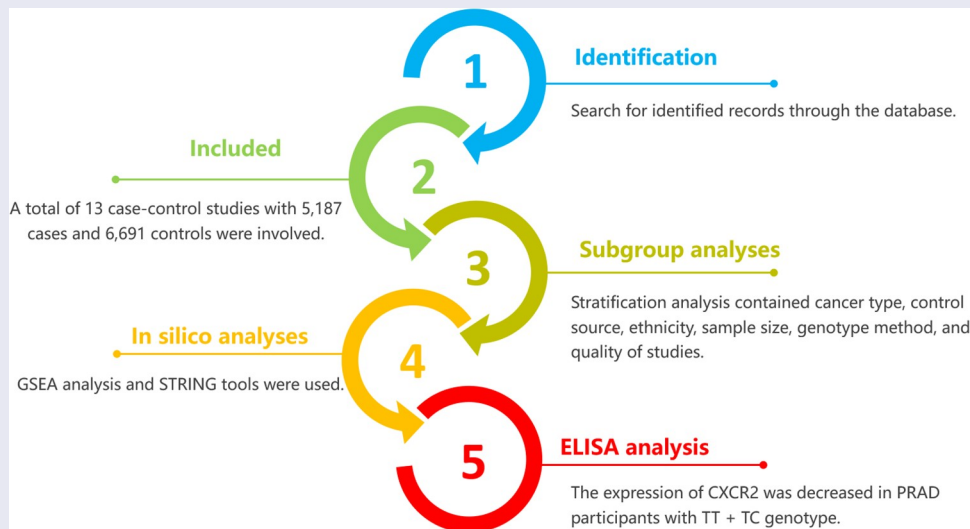 1
Identification
Search for identified records through the database.
Included
2
A total of 13 case-control studies with 5,187
cases and 6,691 controls were involved.
3
Subgroup analyses
Stratification analysis contained cancer type, control
source, ethnicity, sample size, genotype method, and
quality of studies.
In silico analyses
4
GSEA analysis and STRING tools were used.
5
ELISA analysis
The expression of CXCR2 was decreased in PRAD
participants with TT + TC genotype.